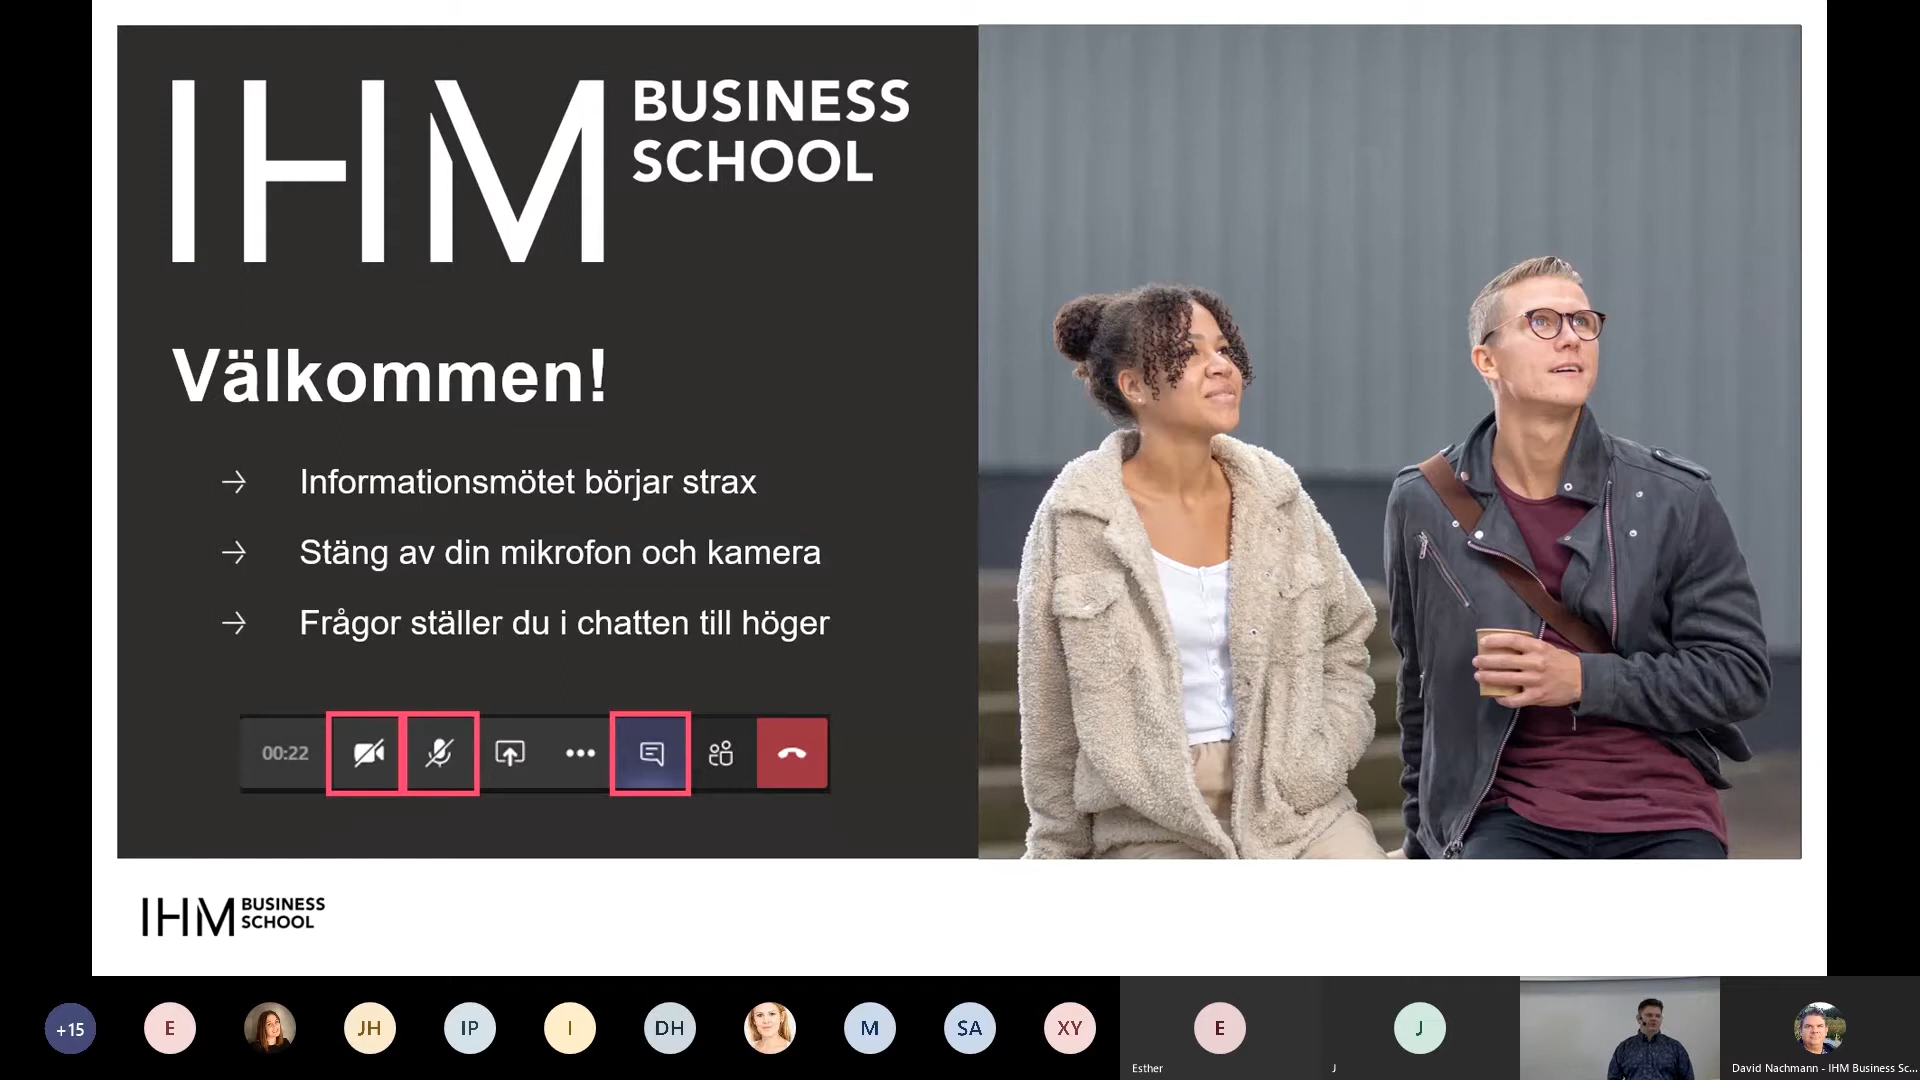 IHM BUSINESS
SCHOOL
Välkommen!
→ Informationsmötet börjar strax
→ Stäng av din mikrofon och kamera
→ Frågor ställer du i chatten till höger
00:22
IHM BUSINESS
SCHOOL
+15 E JH IP I DH M SA XY E J
Esther J David Nachmann - IHM Business Sc...